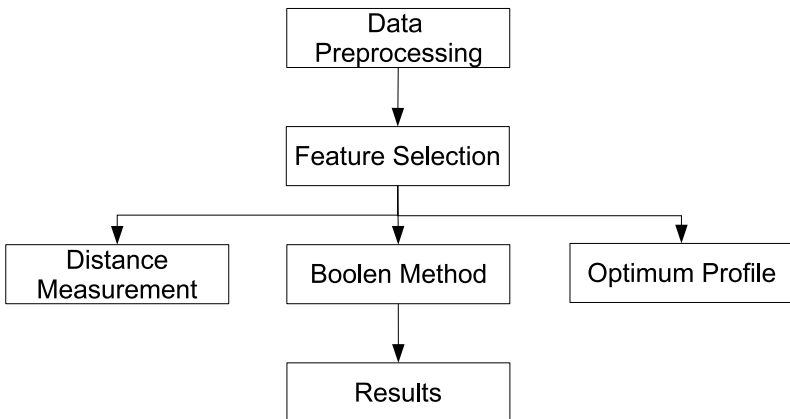 Data
Preprocessing
Feature Selection
Distance
Measurement
Boolen Method
Optimum Profile
Results